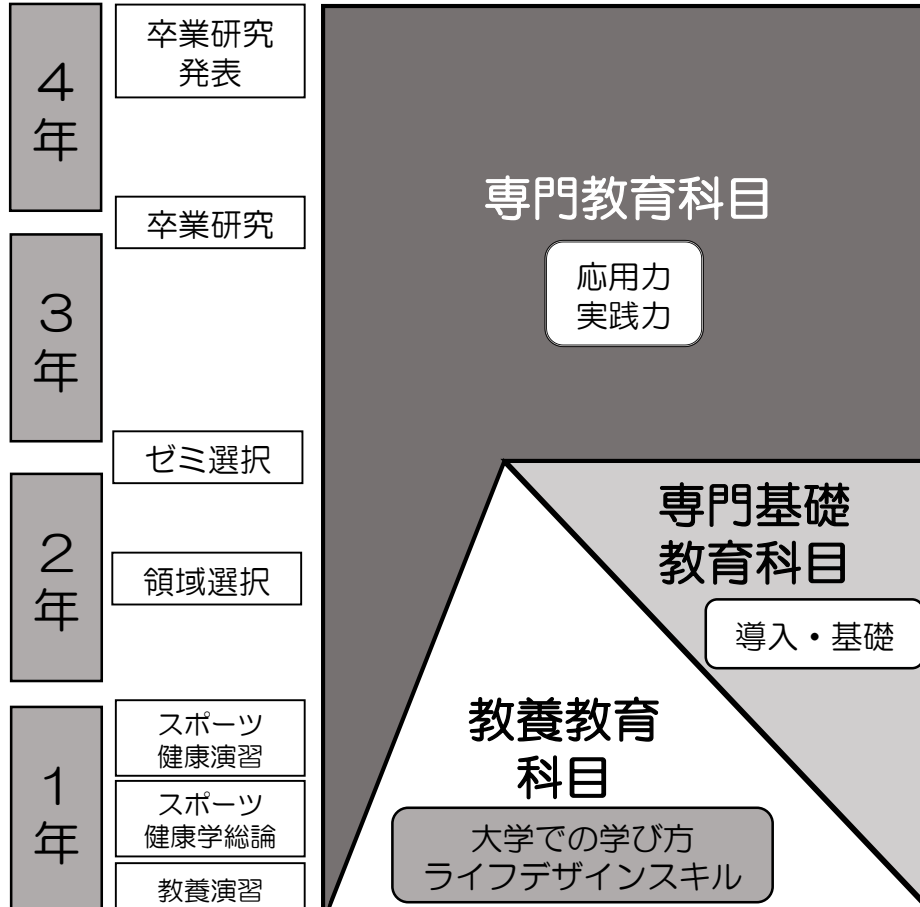 4
年
卒業研究
発表
卒業研究
3
年
ゼミ選択
2
年
領域選択
1
年
スポーツ
健康演習
スポーツ
健康学総論
教養演習
専門教育科目
応用力
実践力
専門基礎
教育科目
導入・基礎
教養教育
科目
大学での学び方
ライフデザインスキル